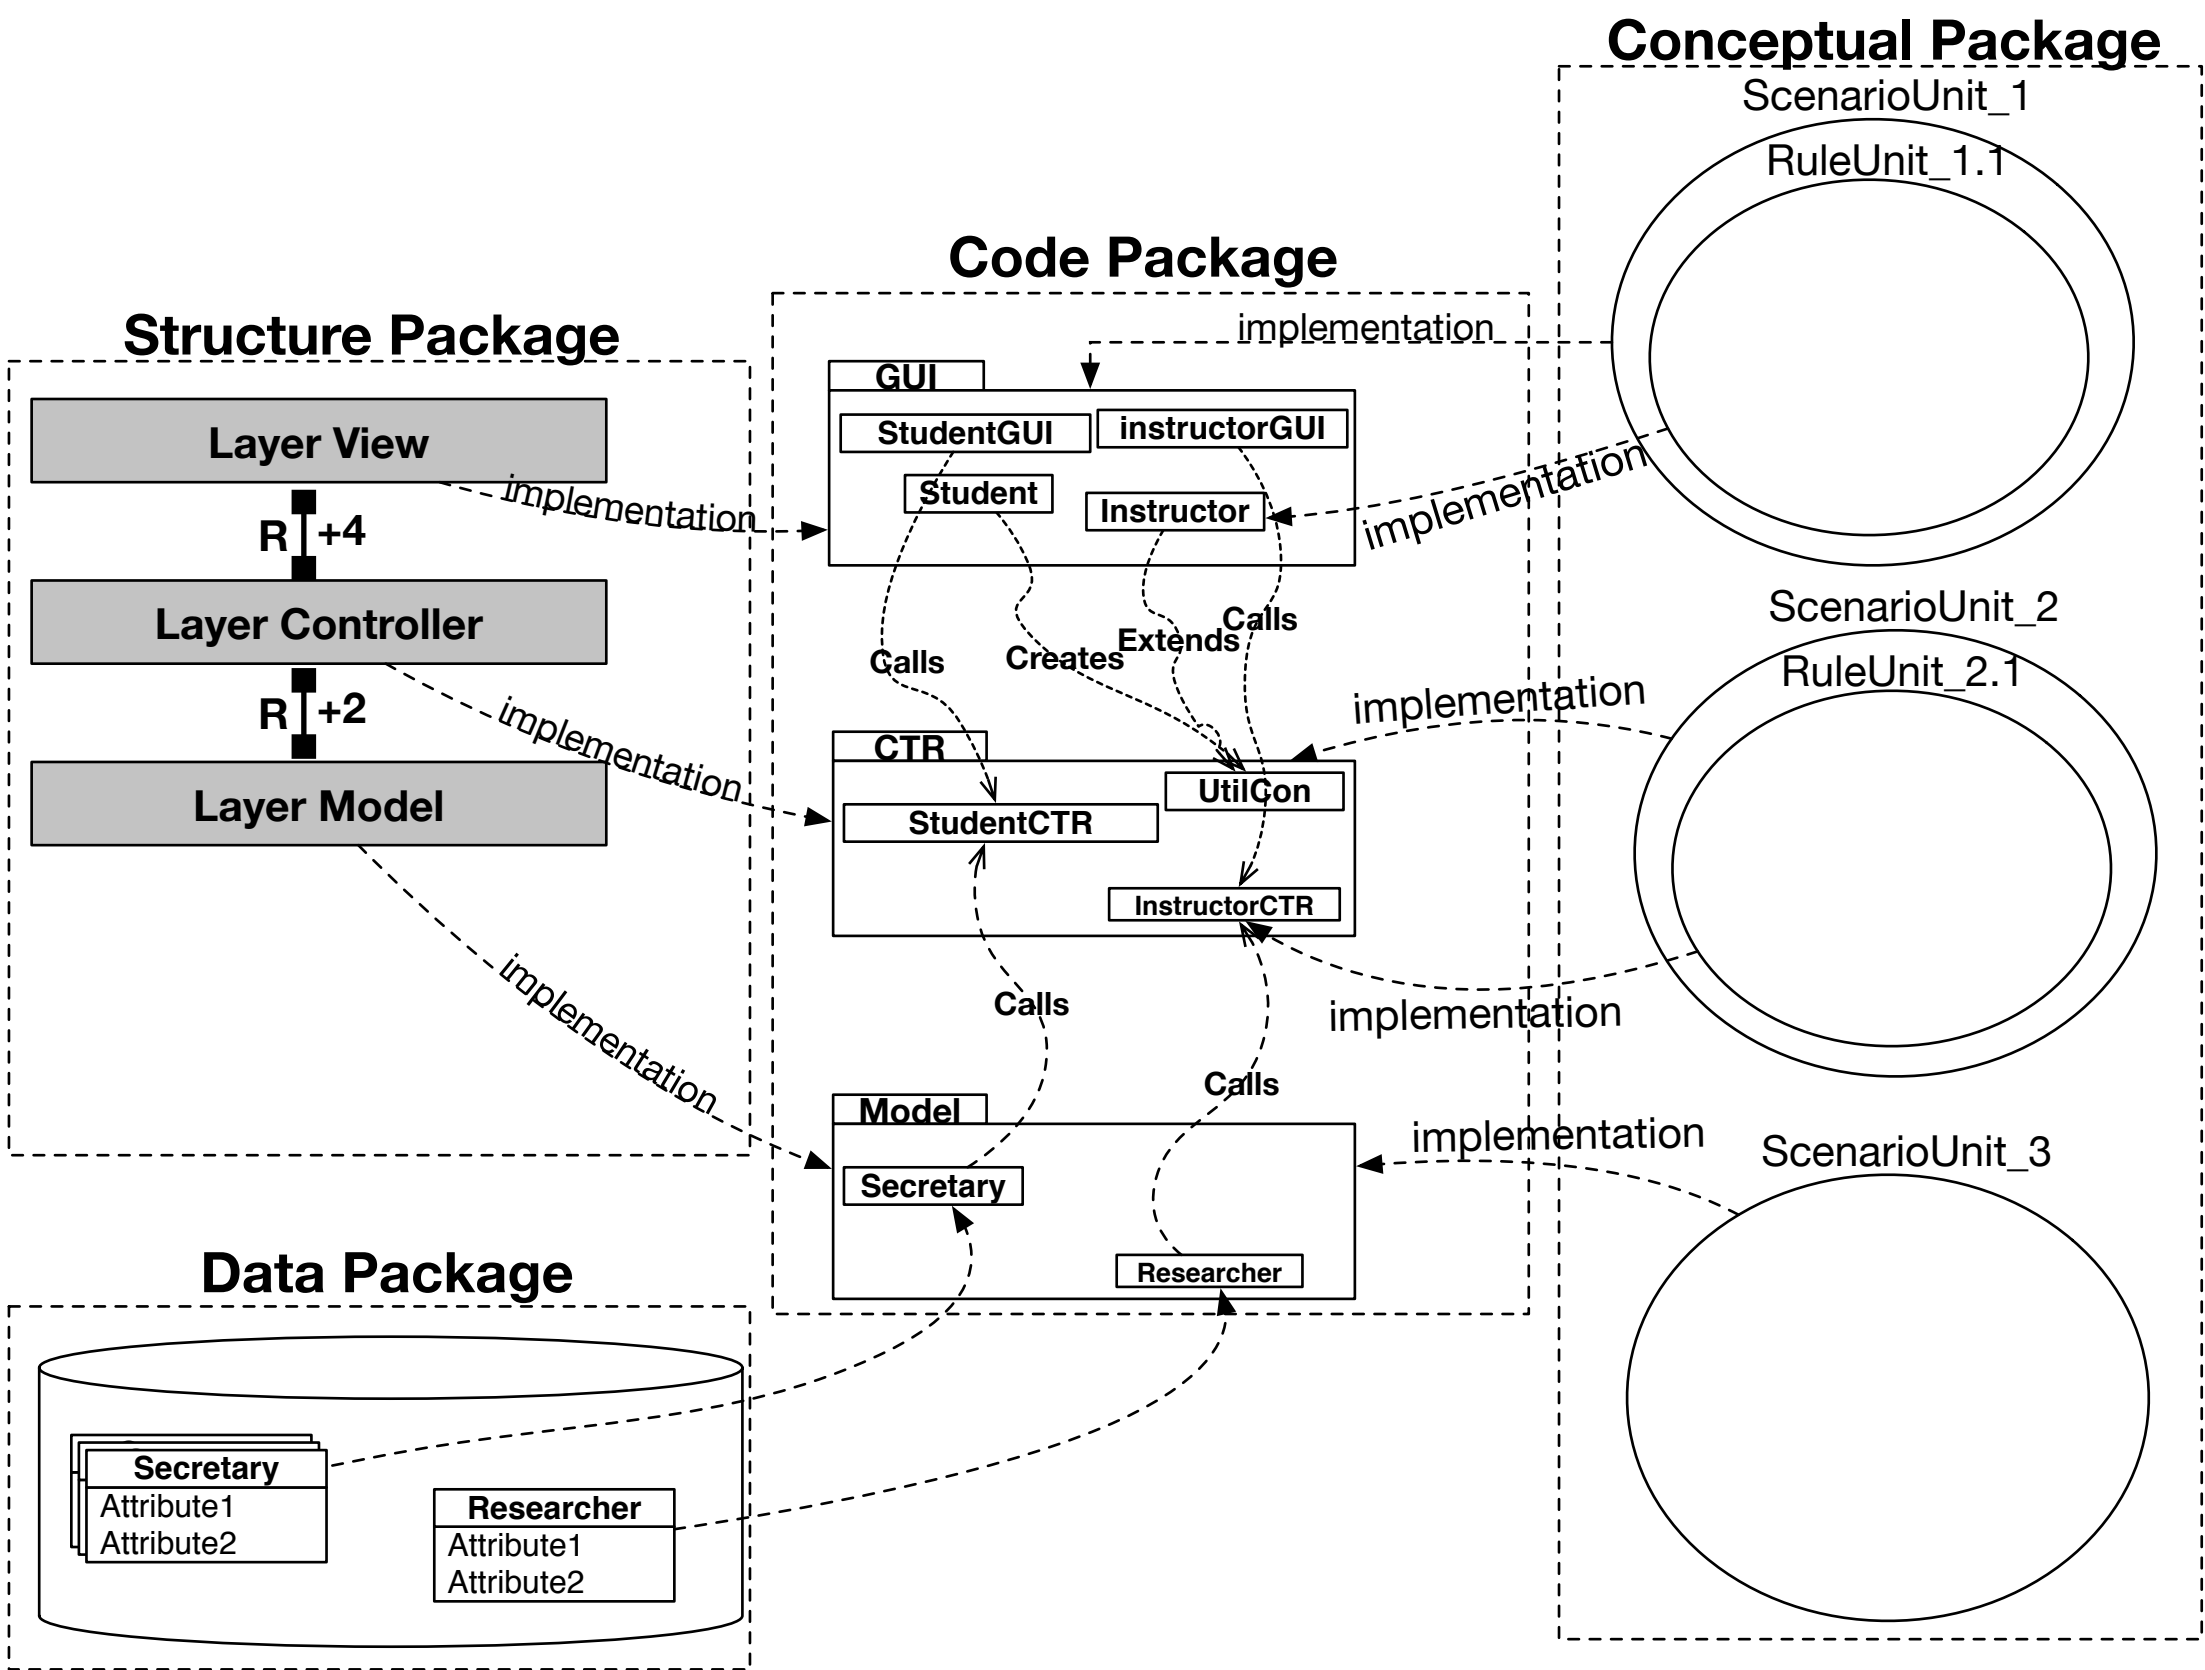 Conceptual Package
ScenarioUnit_1
RuleUnit_1.1
Code Package
implementation
Structure Package
GUI
StudentGUI
instructorGUI
Layer View
implementation
Student
Instructor
implementation
R
+4
Layer Controller
Calls
Creates
Extends
Calls
ScenarioUnit_2
RuleUnit_2.1
implementation
R
+2
implementation
CTR
UtilCon
Layer Model
StudentCTR
InstructorCTR
implementation
Calls
implementation
Calls
Model
implementation
ScenarioUnit_3
Secretary
Researcher
Data Package
Secretary
Attribute1
Attribute2
Researcher
Attribute1
Attribute2